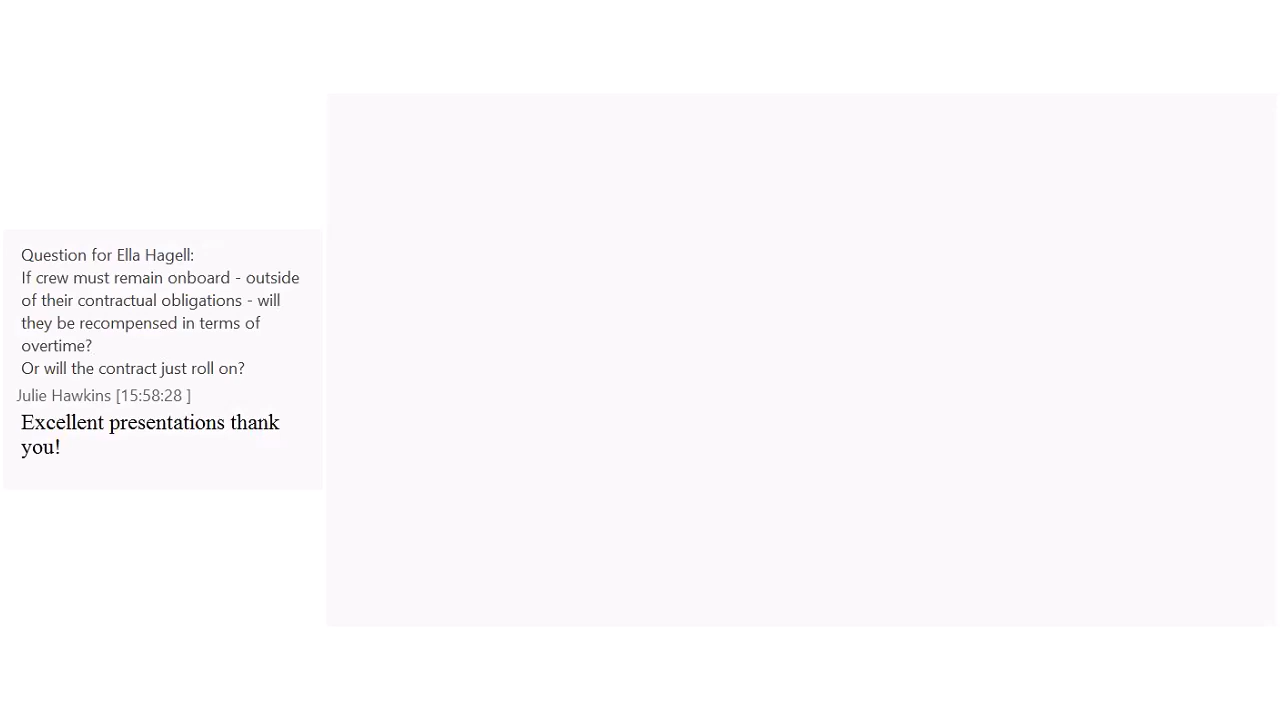 Question for Ella Hagell:
If crew must remain onboard - outside
of their contractual obligations - will
they be recompensed in terms of
overtime?
Or will the contract just roll on?
Julie Hawkins [15:58:28 ]
Excellent presentations thank
you!